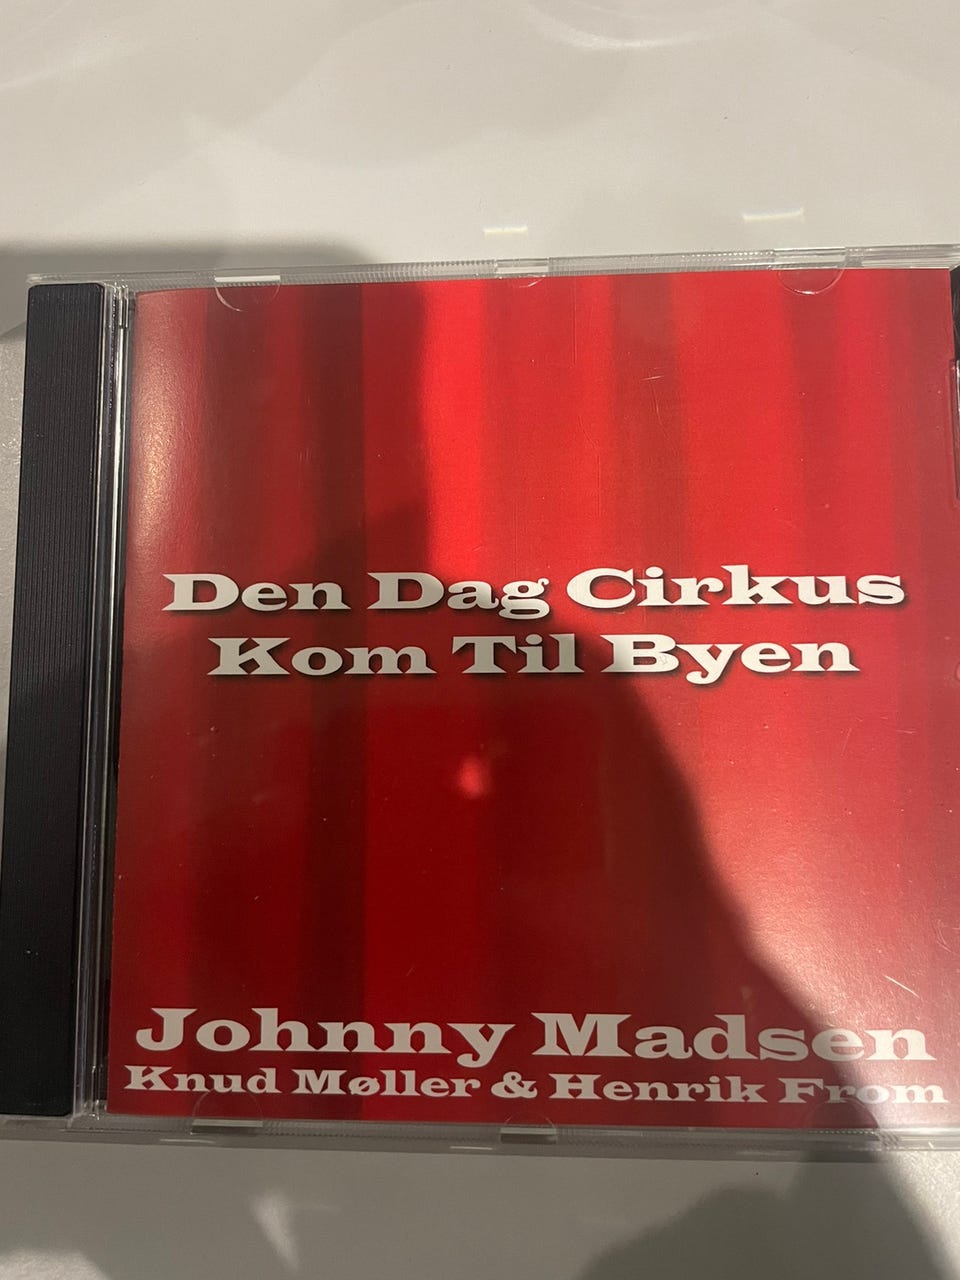 Den Dag Cirkus
Kom Til Byen
Johnny Madsen
Knud Møller & Henrik From